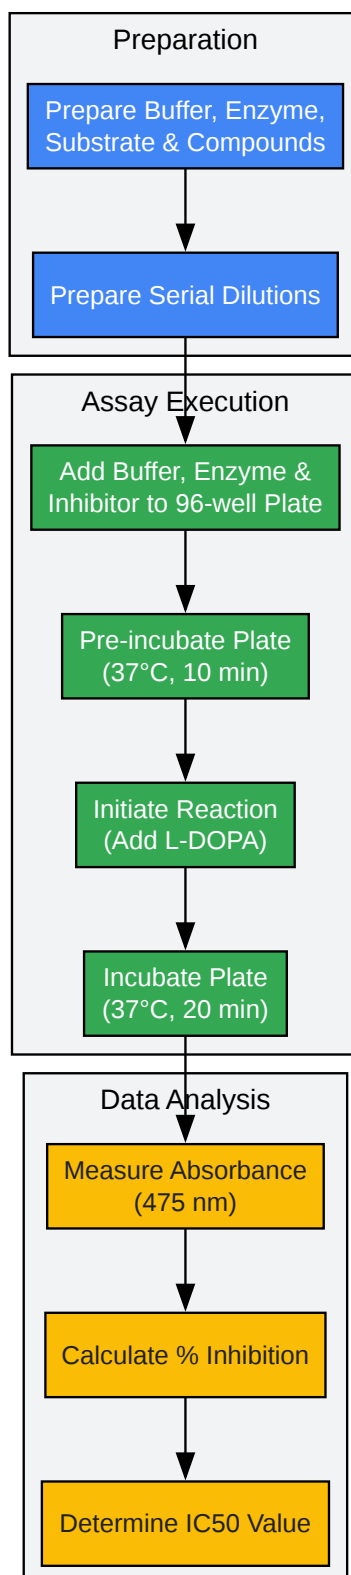 Preparation
Prepare Buffer, Enzyme,
Substrate & Compounds
Prepare Serial Dilutions
Assay Execution
Add Buffer, Enzyme &
Inhibitor to 96-well Plate
Pre-incubate Plate
(37°C, 10 min)
Initiate Reaction
(Add L-DOPA)
Incubate Plate
(37°C, 20 min)
Data Analysis
Measure Absorbance
(475 nm)
Calculate % Inhibition
Determine IC50 Value